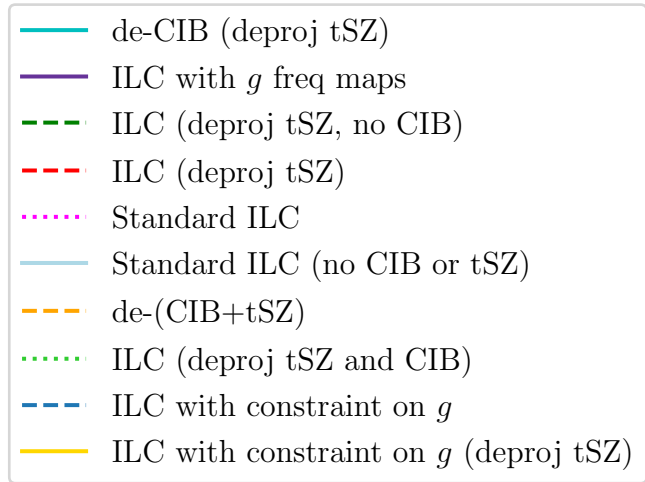 de-CIB (deproj tSZ)
ILC with g freq maps
ILC (deproj tSZ, no CIB)
ILC (deproj tSZ)
Standard ILC
Standard ILC (no CIB or tSZ)
de-(CIB+tSZ)
ILC (deproj tSZ and CIB)
ILC with constraint on g
ILC with constraint on g (deproj tSZ)